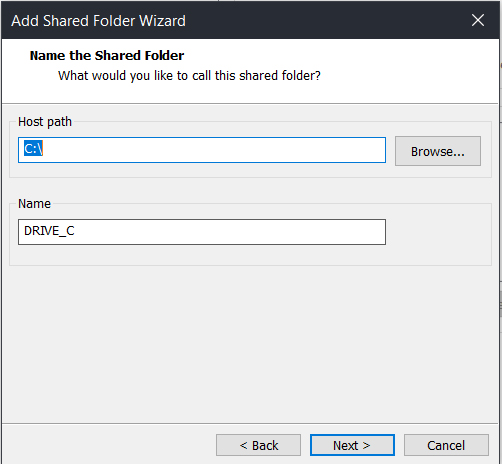 Add Shared Folder Wizard
Name the Shared Folder
What would you like to call this shared folder?
Host path
C:\
Browse...
Name
DRIVE_C
< Back
Next >
Cancel